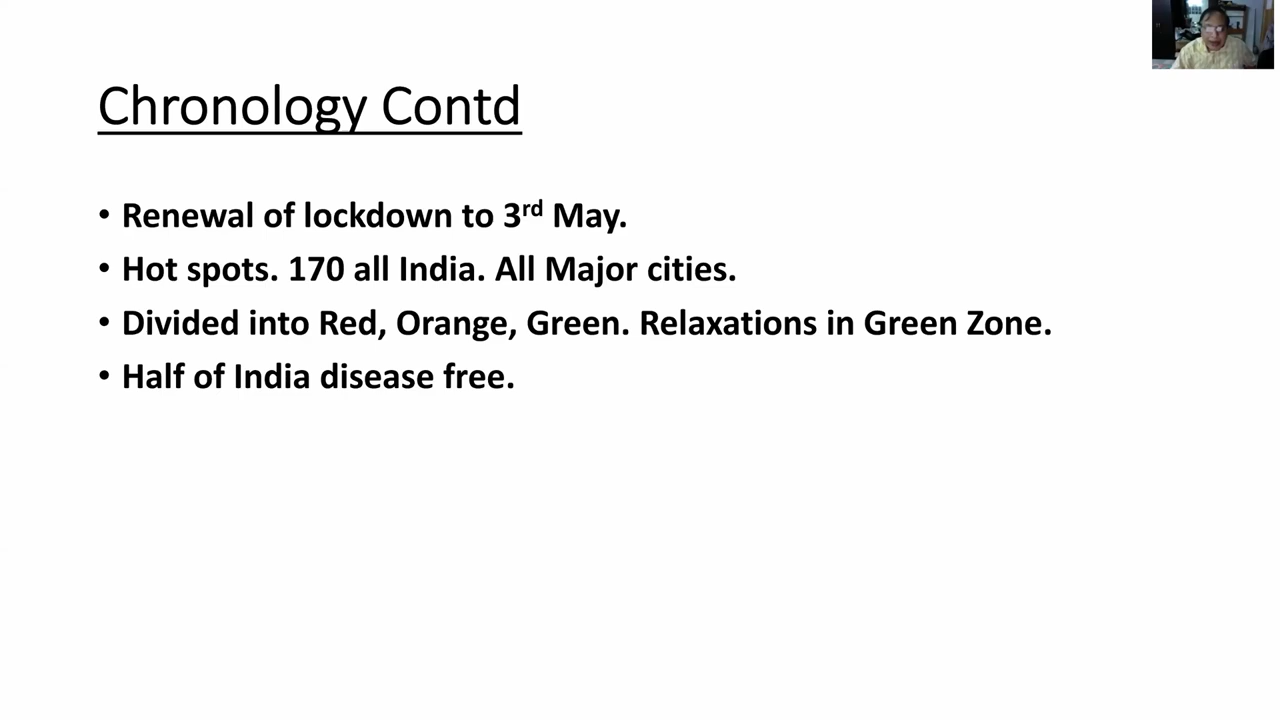 Chronology Contd
• Renewal of lockdown to 3rd May.
• Hot spots. 170 all India. All Major cities.
• Divided into Red, Orange, Green. Relaxations in Green Zone.
• Half of India disease free.